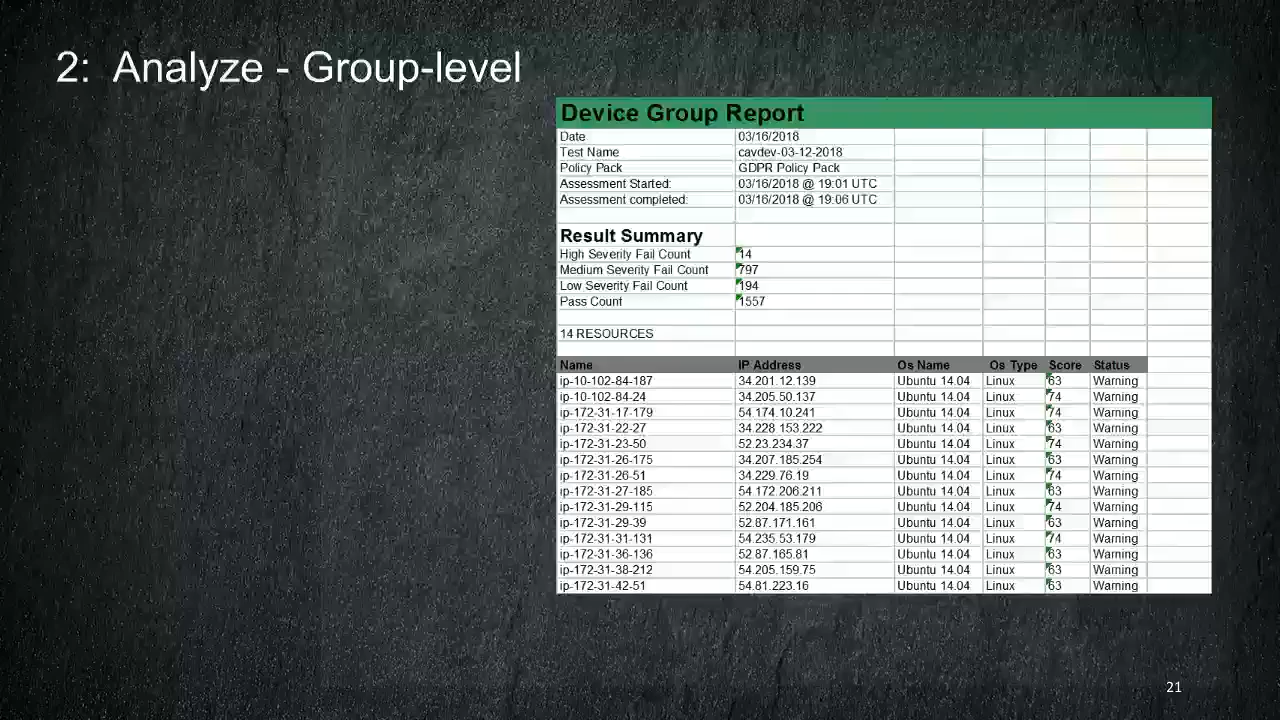 2: Analyze - Group-level
Device Group Report
Date 03/16/2018
Test Name cavdev-03-12-2018
Policy Pack GDPR Policy Pack
Assessment Started: 03/16/2018 @ 19:01 UTC
Assessment completed: 03/16/2018 @ 19:06 UTC
Result Summary
High Severity Fail Count 14
Medium Severity Fail Count 797
Low Severity Fail Count 194
Pass Count 1557
14 RESOURCES
Name IP Address Os Name Os Type Score Status
ip-10-102-84-187 34.201.12.139 Ubuntu 14.04 Linux 63 Warning
ip-10-102-84-24 34.205.50.137 Ubuntu 14.04 Linux 74 Warning
ip-172-31-17-179 54.174.10.241 Ubuntu 14.04 Linux 74 Warning
ip-172-31-22-27 34.228.153.222 Ubuntu 14.04 Linux 63 Warning
ip-172-31-23-50 52.23.234.37 Ubuntu 14.04 Linux 74 Warning
ip-172-31-26-175 34.207.185.254 Ubuntu 14.04 Linux 63 Warning
ip-172-31-26-51 34.229.76.19 Ubuntu 14.04 Linux 74 Warning
ip-172-31-27-185 54.172.206.211 Ubuntu 14.04 Linux 63 Warning
ip-172-31-29-115 52.204.185.206 Ubuntu 14.04 Linux 74 Warning
ip-172-31-29-39 52.87.171.161 Ubuntu 14.04 Linux 63 Warning
ip-172-31-31-131 54.235.53.179 Ubuntu 14.04 Linux 74 Warning
ip-172-31-36-136 52.87.165.81 Ubuntu 14.04 Linux 63 Warning
ip-172-31-38-212 54.205.159.75 Ubuntu 14.04 Linux 63 Warning
ip-172-31-42-51 54.81.223.16 Ubuntu 14.04 Linux 63 Warning
21